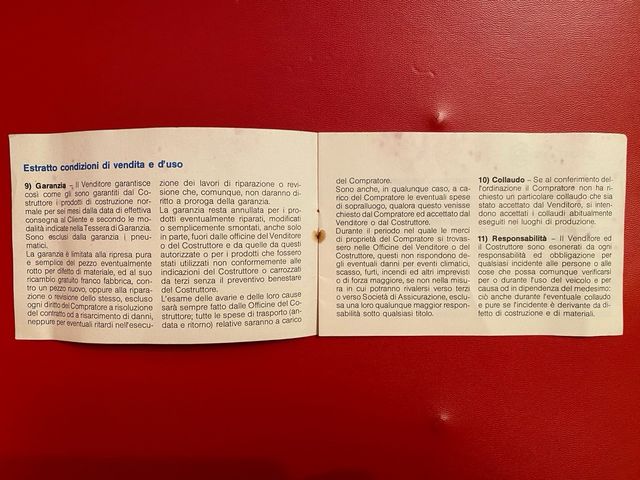 Estratto condizioni di vendita e d'uso
9) Garanzia - Il Venditore garantisce
così come gli sono garantiti dal Co-
struttore i prodotti di costruzione nor-
male per sei mesi dalla data di effettiva
consegna al Cliente e secondo le mo-
dalità indicate nella Tessera di Garanzia.
Sono esclusi dalla garanzia i pneu-
matici.
La garanzia è limitata alla ripresa pura
e semplice del pezzo eventualmente
rotto per difetto di materiale, ed al suo
ricambio gratuito franco fabbrica, con-
tro un pezzo nuovo, oppure alla ripara-
zione o revisione dello stesso, escluso
ogni diritto del Compratore a risoluzione
del contratto od a risarcimento di danni,
neppure per eventuali ritardi nell'esecu-
zione dei lavori di riparazione o revi-
sione che, comunque, non daranno di-
ritto a proroga della garanzia.
La garanzia resta annullata per i pro-
dotti eventualmente riparati, modificati
o semplicemente smontati, anche solo
in parte, fuori dalle officine del Venditore
o del Costruttore e da quelle da questi
autorizzate o per i prodotti che fossero
stati utilizzati non conformemente alle
indicazioni del Costruttore o carrozzati
da terzi senza il preventivo benestare
del Costruttore.
L'esame delle avarie e delle loro cause
sarà sempre fatto dalle Officine del Co-
struttore; tutte le spese di trasporto (an-
data e ritorno) relative saranno a carico
del Compratore.
Sono anche, in qualunque caso, a ca-
rico del Compratore le eventuali spese
di sopralluogo, qualora questo venisse
chiesto dal Compratore ed accettato dal
Venditore o dal Costruttore.
Durante il periodo nel quale le merci
di proprietà del Compratore si trovas-
sero nelle Officine del Venditore o del
Costruttore, questi non rispondono de-
gli eventuali danni per eventi climatici,
scasso, furti, incendi ed altri imprevisti
o di forza maggiore, se non nella misu-
ra in cui potranno rivalersi verso terzi
o verso Società di Assicurazione, esclu-
sa una loro qualunque maggior respon-
sabilità sotto qualsiasi titolo.
10) Collaudo – Se al conferimento del-
l'ordinazione il Compratore non ha ri-
chiesto un particolare collaudo che sia
stato accettato dal Venditore, si inten-
dono accettati i collaudi abitualmente
eseguiti nei luoghi di produzione.
11) Responsabilità – Il Venditore ed
il Costruttore sono esonerati da ogni
responsabilità ed obbligazione per
qualsiasi incidente alle persone o alle
cose che possa comunque verificarsi
per o durante l'uso del veicolo e per
causa od in dipendenza del medesimo:
ciò anche durante l'eventuale collaudo
e pure se l'incidente è derivante da di-
fetto di costruzione e di materiali.